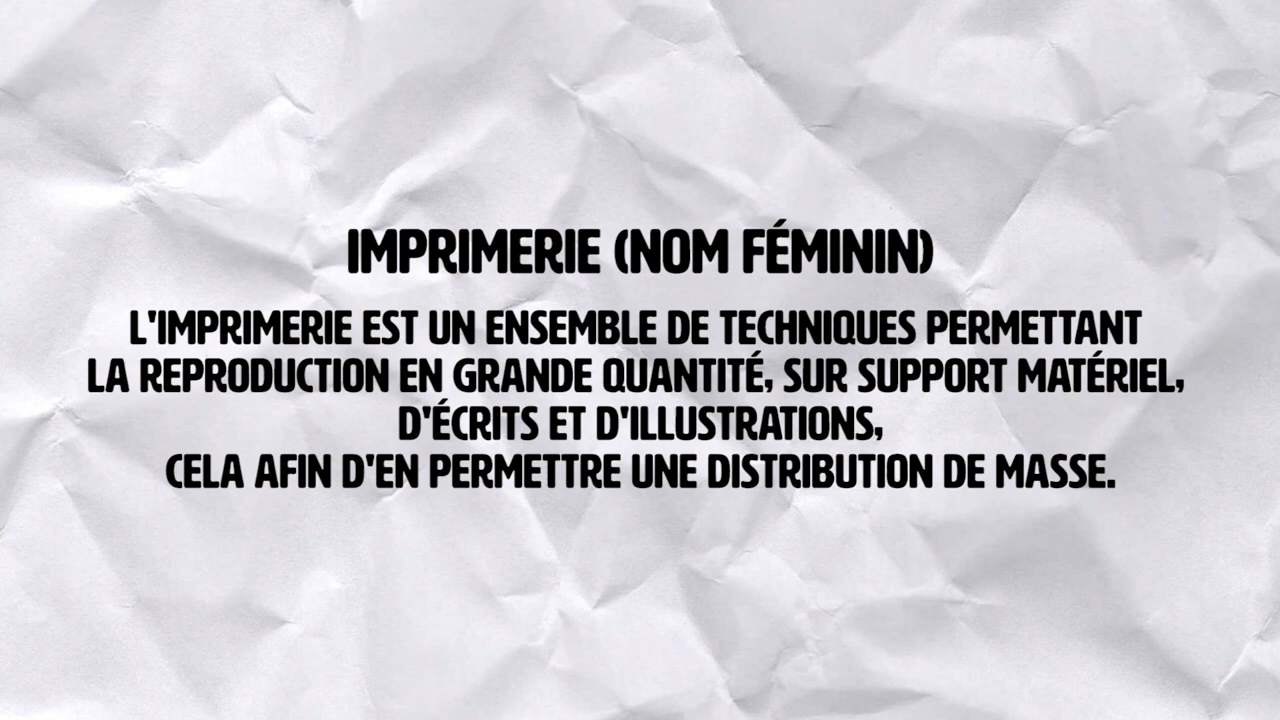 IMPRIMERIE (NOM FÉMININ)
L'IMPRIMERIE EST UN ENSEMBLE DE TECHNIQUES PERMETTANT
LA REPRODUCTION EN GRANDE QUANTITÉ, SUR SUPPORT MATÉRIEL,
D'ÉCRITS ET D'ILLUSTRATIONS,
CELA AFIN D'EN PERMETTRE UNE DISTRIBUTION DE MASSE.